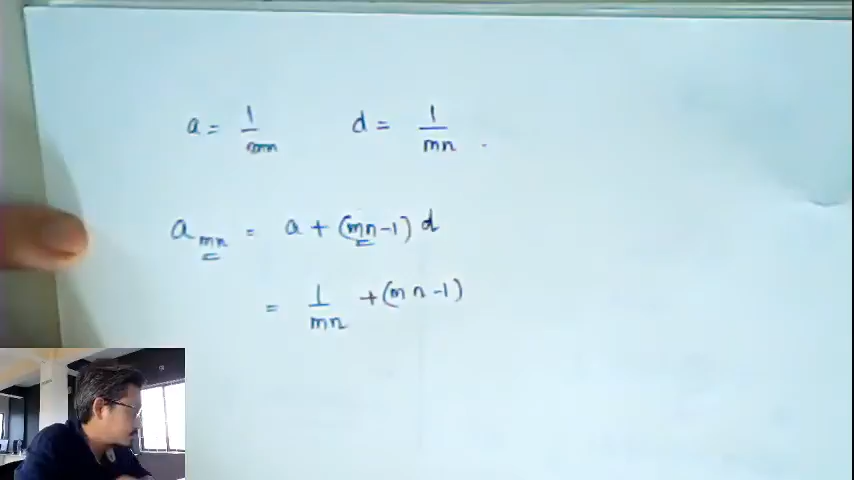 a = 1/mn d = 1/mn .
a_mn = a + (mn-1) d
= 1/mn + (mn-1)